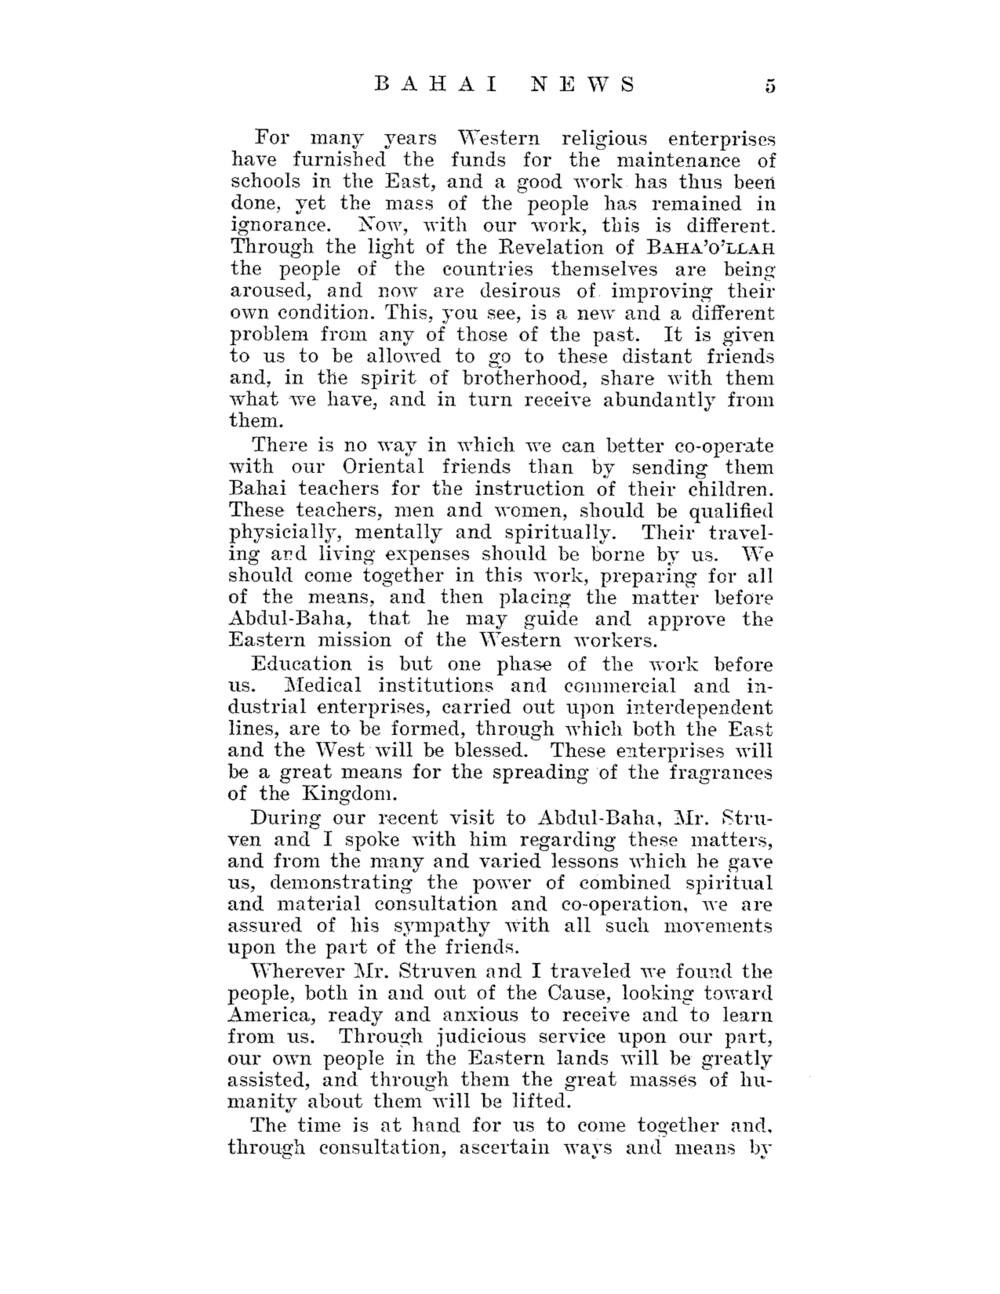 BAHAI NEWS 5
For many years Western religious enterprises
have furnished the funds for the maintenance of
schools in the East, and a good work has thus been
done, yet the mass of the people has remained in
ignorance. Now, with our work, this is different.
Through the light of the Revelation of BAHA'O'LLAH
the people of the countries themselves are being
aroused, and now are desirous of improving their
own condition. This, you see, is a new and a different
problem from any of those of the past. It is given
to us to be allowed to go to these distant friends
and, in the spirit of brotherhood, share with them
what we have, and in turn receive abundantly from
them.
There is no way in which we can better co-operate
with our Oriental friends than by sending them
Bahai teachers for the instruction of their children.
These teachers, men and women, should be qualified
physicially, mentally and spiritually. Their travel-
ing and living expenses should be borne by us. We
should come together in this work, preparing for all
of the means, and then placing the matter before
Abdul-Baha, that he may guide and approve the
Eastern mission of the Western workers.
Education is but one phase of the work before
us. Medical institutions and commercial and in-
dustrial enterprises, carried out upon interdependent
lines, are to be formed, through which both the East
and the West will be blessed. These enterprises will
be a great means for the spreading of the fragrances
of the Kingdom.
During our recent visit to Abdul-Baha, Mr. Stru-
ven and I spoke with him regarding these matters,
and from the many and varied lessons which he gave
us, demonstrating the power of combined spiritual
and material consultation and co-operation, we are
assured of his sympathy with all such movements
upon the part of the friends.
Wherever Mr. Struven and I traveled we found the
people, both in and out of the Cause, looking toward
America, ready and anxious to receive and to learn
from us. Through judicious service upon our part,
our own people in the Eastern lands will be greatly
assisted, and through them the great masses of hu-
manity about them will be lifted.
The time is at hand for us to come together and,
through consultation, ascertain ways and means by